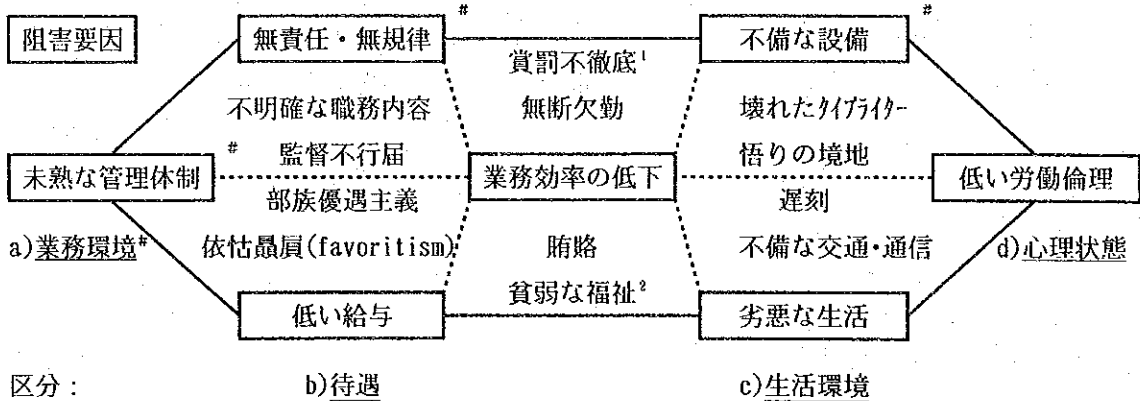 阻害要因 無責任・無規律# 不備な設備#
賞罰不徹底¹
不明確な職務内容 無断欠勤 壊れたタイプライター
# 監督不行届 悟りの境地
未熟な管理体制 業務効率の低下 低い労働倫理
部族優遇主義 遅刻
a)業務環境# 依怙贔屓(favoritism) 賄賂 不備な交通・通信 d)心理状態
貧弱な福祉²
低い給与 劣悪な生活
区分： b)待遇 c)生活環境